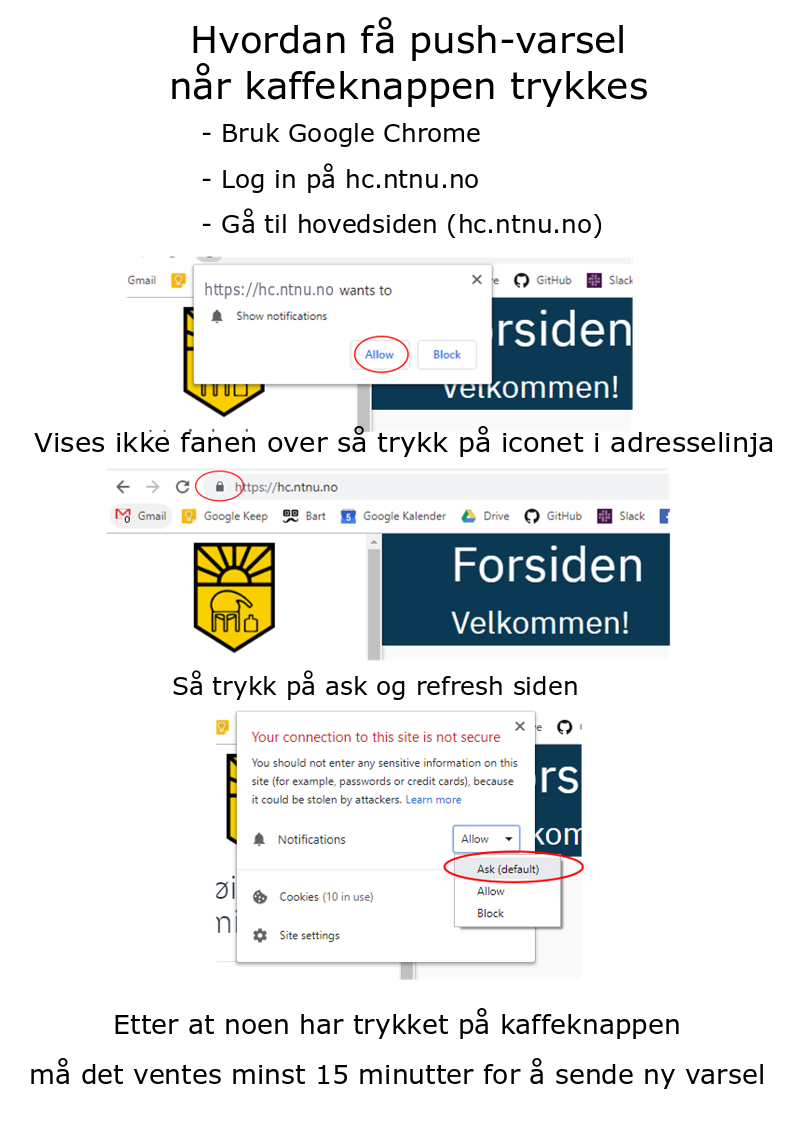 Hvordan få push-varsel
når kaffeknappen trykkes
- Bruk Google Chrome
- Log in på hc.ntnu.no
- Gå til hovedsiden (hc.ntnu.no)
Gmail
GitHub
Slack
https://hc.ntnu.no wants to
Show notifications
Allow
Block
Forsiden
Velkommen!
Vises ikke fanen over så trykk på iconet i adresselinja
https://hc.ntnu.no
Gmail Google Keep Bart Google Kalender Drive GitHub Slack
Forsiden
Velkommen!
Så trykk på ask og refresh siden
Your connection to this site is not secure
You should not enter any sensitive information on this
site (for example, passwords or credit cards), because
it could be stolen by attackers. Learn more
Notifications
Allow
Ask (default)
Allow
Block
Cookies (10 in use)
Site settings
Etter at noen har trykket på kaffeknappen
må det ventes minst 15 minutter for å sende ny varsel